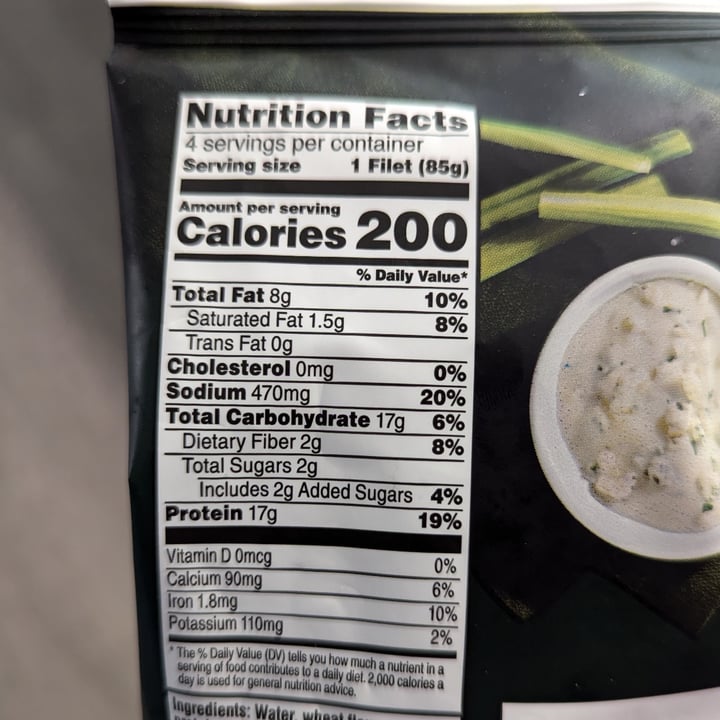 Nutrition Facts
4 servings per container
Serving size 1 Filet (85g)
Amount per serving
Calories 200
% Daily Value*
Total Fat 8g 10%
Saturated Fat 1.5g 8%
Trans Fat 0g
Cholesterol 0mg 0%
Sodium 470mg 20%
Total Carbohydrate 17g 6%
Dietary Fiber 2g 8%
Total Sugars 2g
Includes 2g Added Sugars 4%
Protein 17g 19%
Vitamin D 0mcg 0%
Calcium 90mg 6%
Iron 1.8mg 10%
Potassium 110mg 2%
* The % Daily Value (DV) tells you how much a nutrient in a
serving of food contributes to a daily diet. 2,000 calories a
day is used for general nutrition advice.
Ingredients: Water, wheat